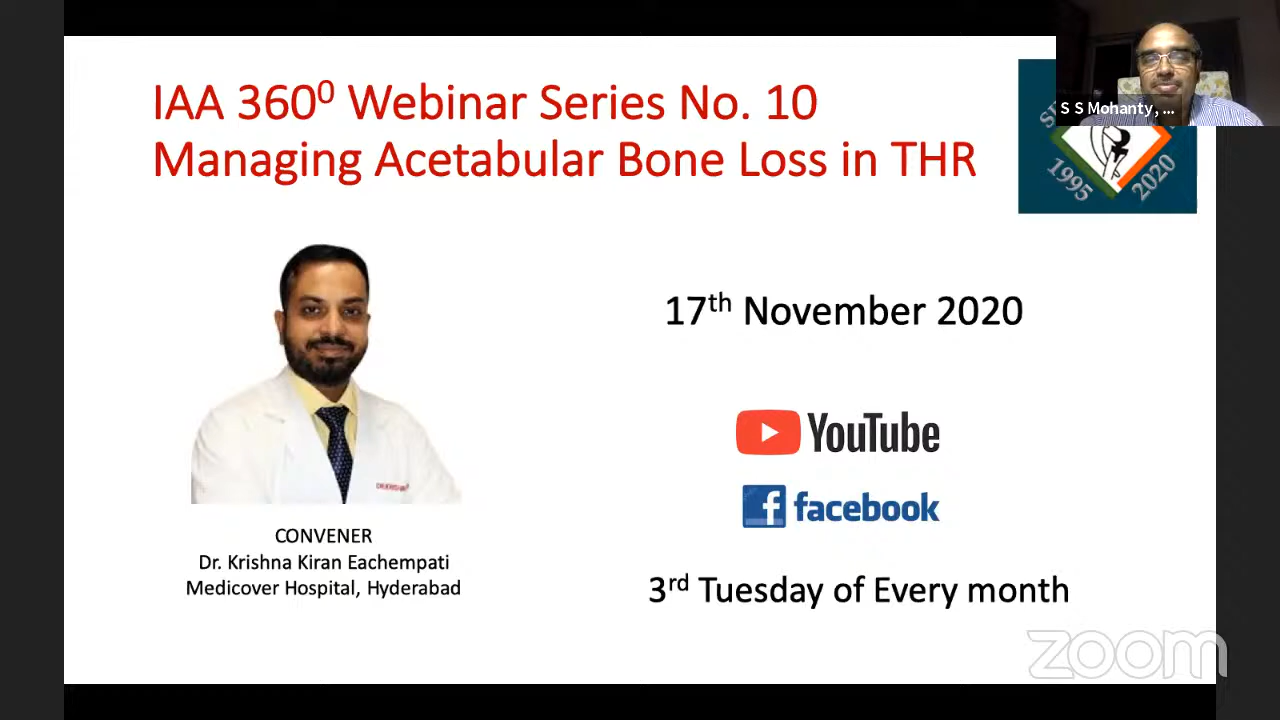 IAA 360⁰ Webinar Series No. 10
Managing Acetabular Bone Loss in THR
S S Mohanty, ...
1995
2020
17th November 2020
YouTube
facebook
CONVENER
Dr. Krishna Kiran Eachempati
Medicover Hospital, Hyderabad
3rd Tuesday of Every month
zoom